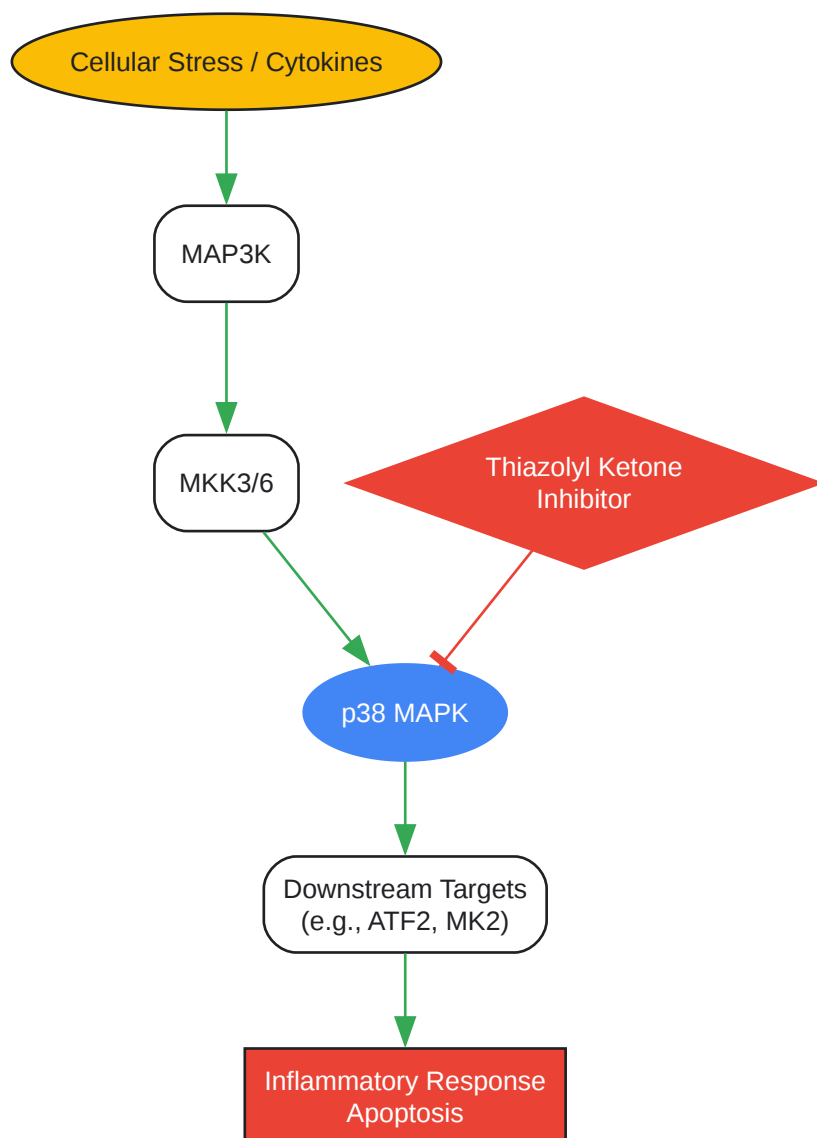 Cellular Stress / Cytokines
MAP3K
MKK3/6
Thiazolyl Ketone
Inhibitor
p38 MAPK
Downstream Targets
(e.g., ATF2, MK2)
Inflammatory Response
Apoptosis